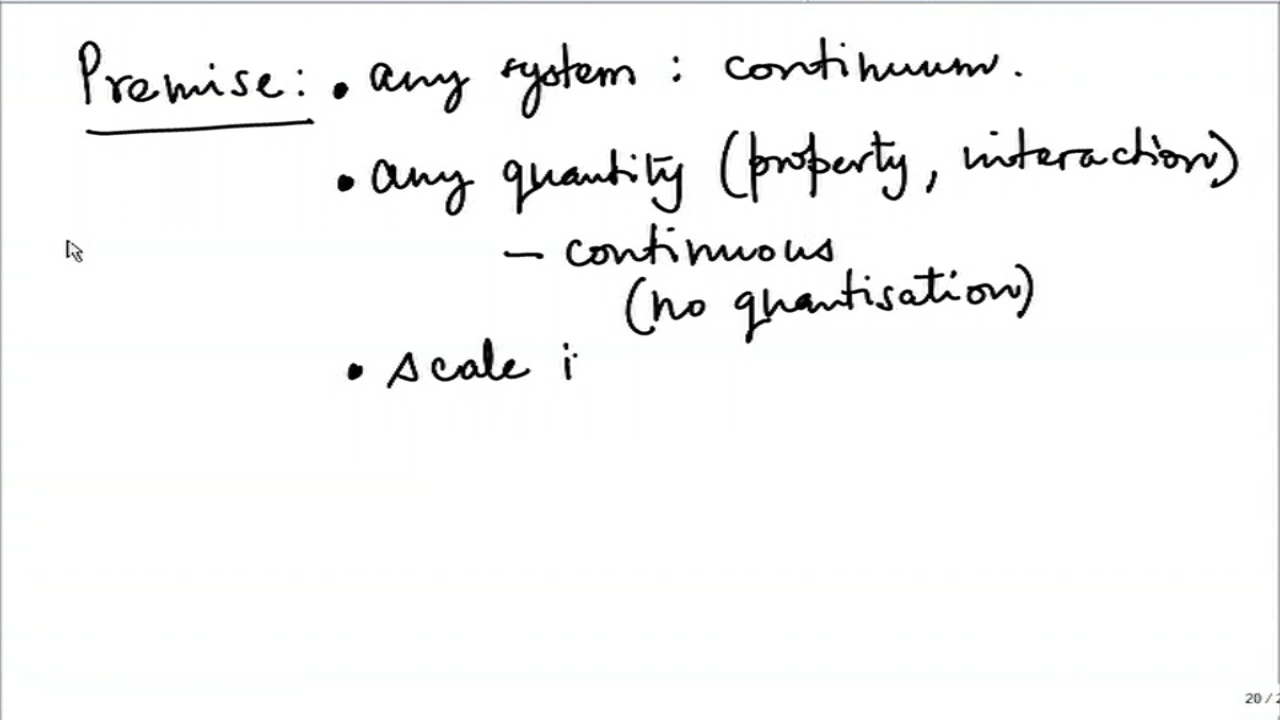 Premise: • any system : continuum.
• any quantity (property, interaction)
– continuous
(no quantisation)
• scale i
20 / 2